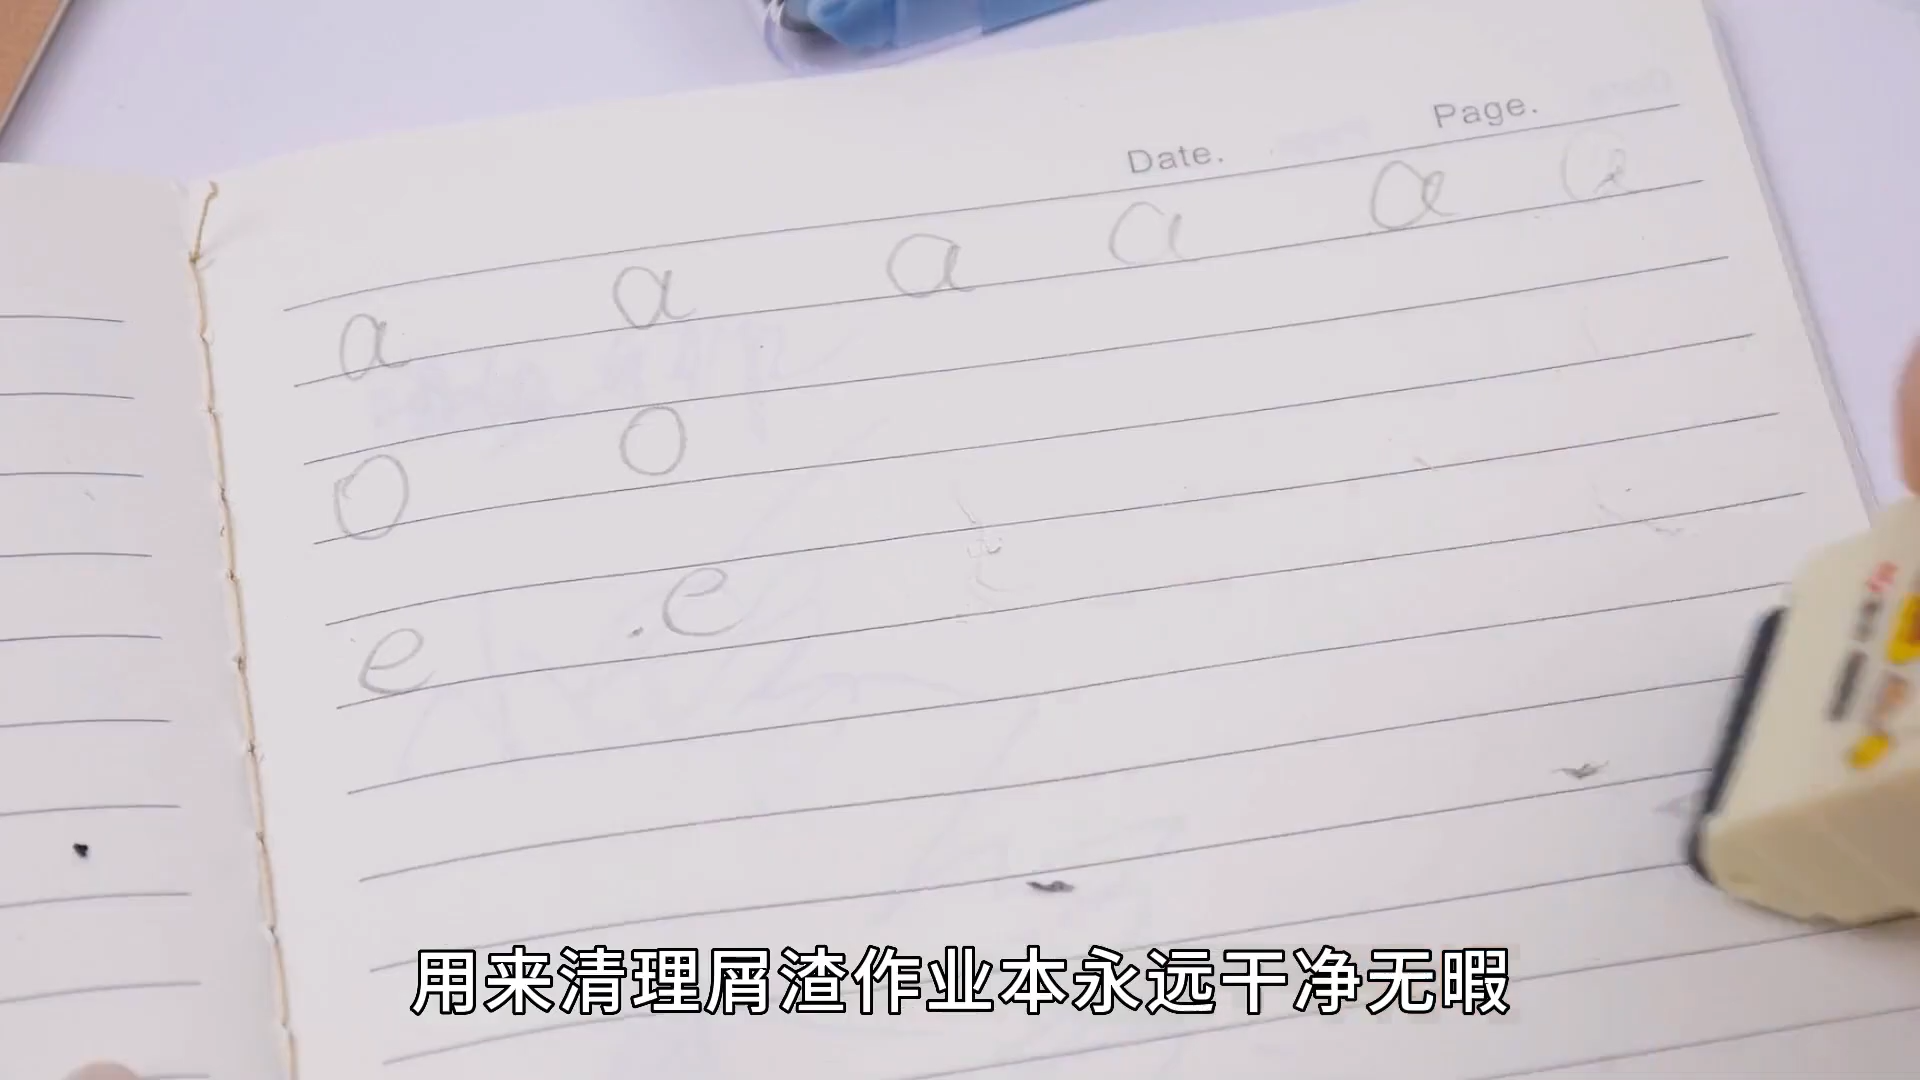 Page.
Date.
a a a a a a
o o
e .e
用来清理屑渣作业本永远干净无暇